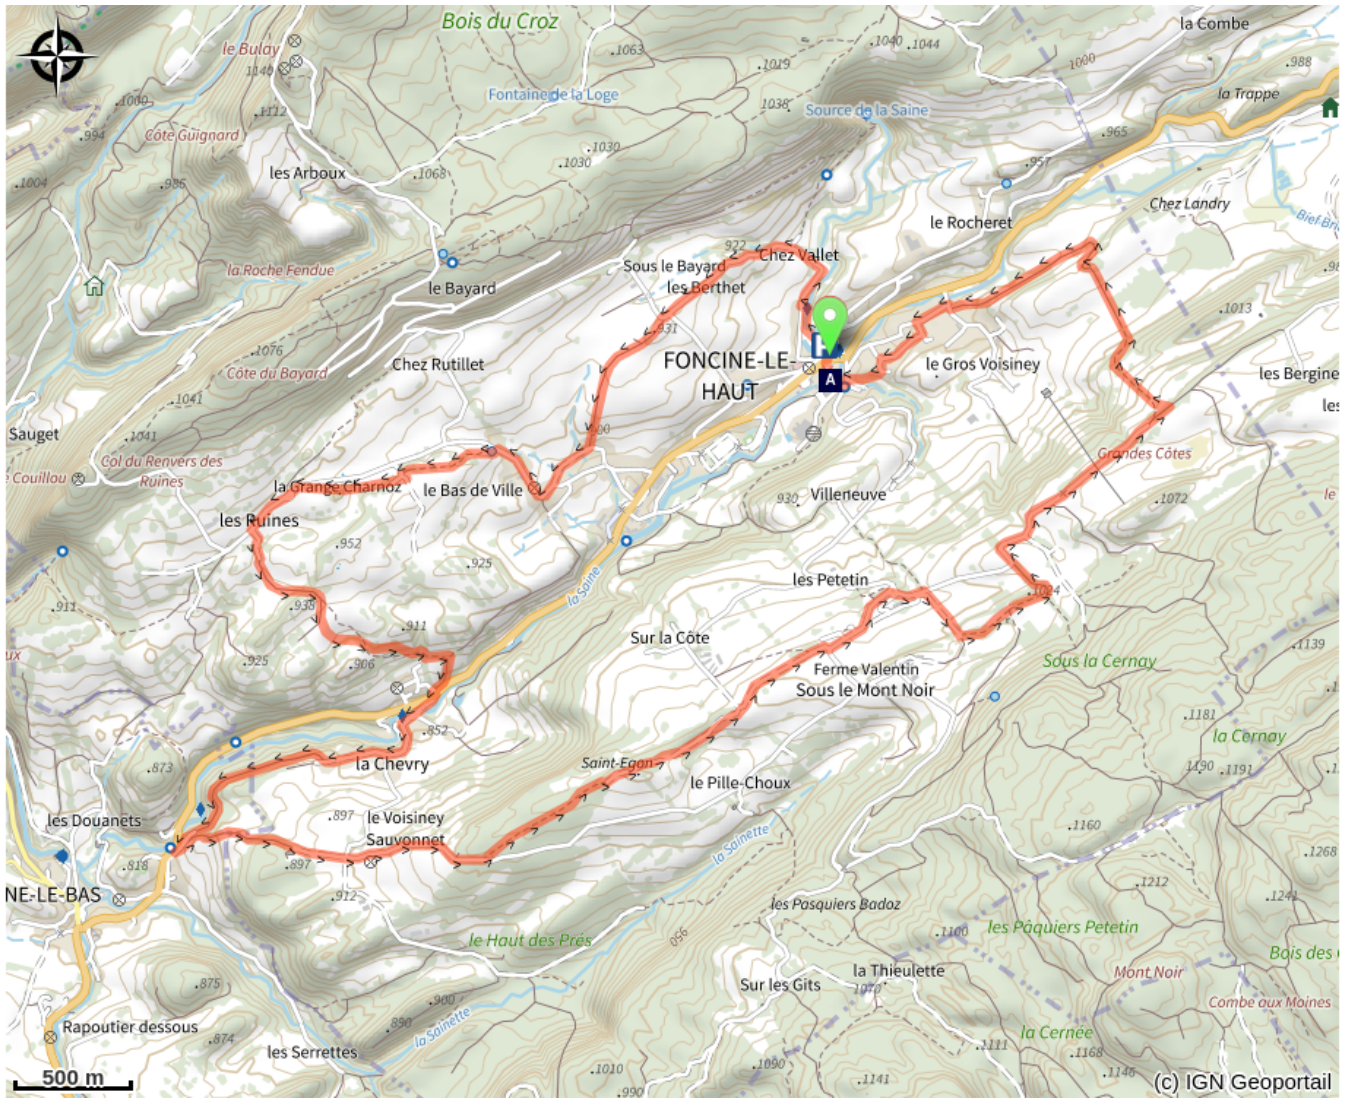 Bois du Croz
la Combe
le Bulay
.1063
.1040
.1044
1140
.1019
1000
.988
Fontaine de la Loge
la Trappe
.1000
.1112
1038
Source de la Saine
.994
Côte Guignard
.965
.1030
.1030
.957
.1004
.985
les Arboux
.1068
Chez Landry
le Rocheret
922
Chez Vallet
Sous le Bayard
la Roche Fendue
le Bayard
les Berthet
.1013
.931
.1076
Chez Rutillet
FONCINE-LE-
HAUT
le Gros Voisiney
Côte du Bayard
les Bergine
A
.1041
les
Sauget
.1041
Col du Renvers des
Ruines
e Couillou
Grandes Côtes
la Grange Charnoz
le Bas de Ville
Villeneuve
930
.1072
le
les Ruines
.952
.925
les Petetin
la Saine
.911
.938
.1024
.911
Sur la Côte
.1139
ux
.925
.906
Ferme Valentin
Sous la Cernay
Sous le Mont Noir
.1181
.852
la Cernay
Saint-Egon
.873
la Chevry
1190
.1191
le Pille-Choux
.897
le Voisiney
Sauvonnet
les Douanets
.1160
la Sainette
.818
.897
.1268
.912
.1212
.1241
NE-LE-BAS
les Pasquiers Badoz
le Haut des Prés
950
.1100
les Pâquiers Petetin
Bois des
la Thieulette
Mont Noir
.875
Sur les Gits
1070
.900
Combe aux Moines
.890
la Sainette
Rapoutier dessous
.874
la Cernée
les Serrettes
.1111
.1168
.1090
.1010
500 m
.1141
.1146
.990
(c) IGN Geoportail